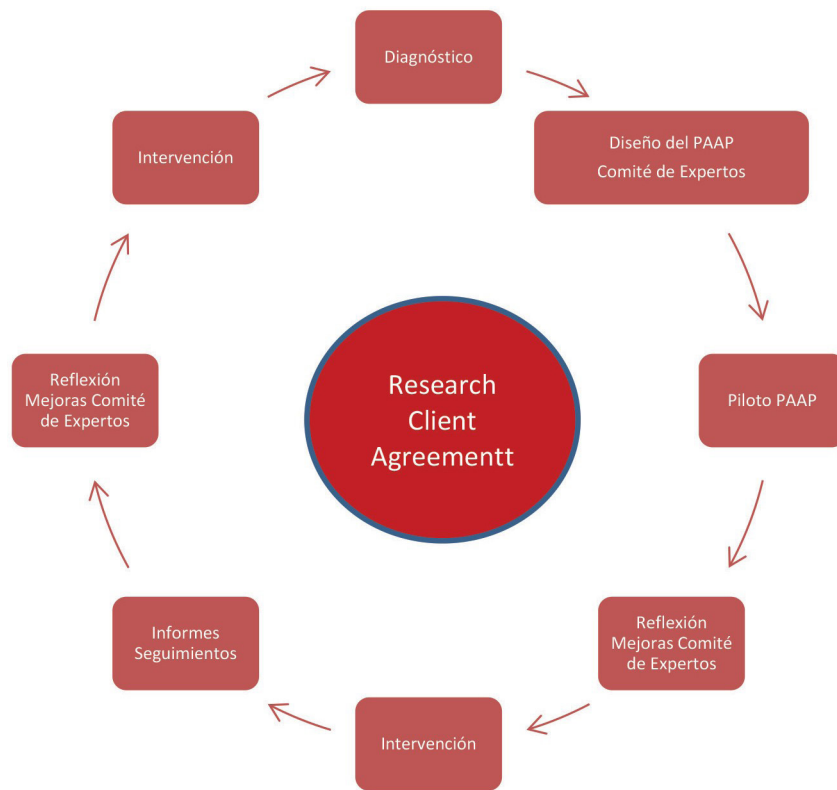 Diagnóstico
Diseño del PAAP
Comité de Expertos
Piloto PAAP
Reflexión
Mejoras Comité
de Expertos
Intervención
Informes
Seguimientos
Reflexión
Mejoras Comité
de Expertos
Intervención
Research
Client
Agreementt